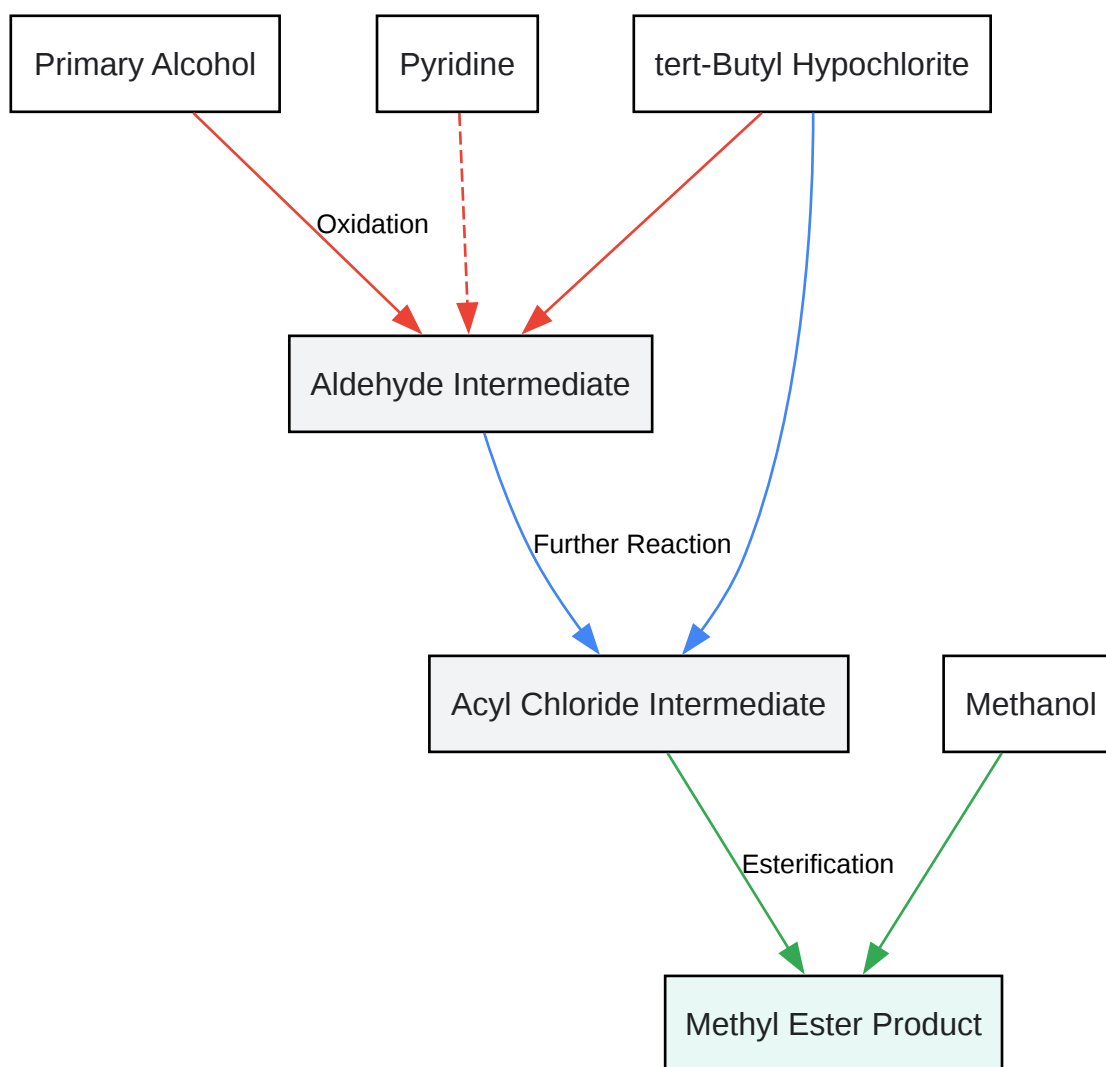 Primary Alcohol
Pyridine
tert-Butyl Hypochlorite
Oxidation
Aldehyde Intermediate
Further Reaction
Acyl Chloride Intermediate
Methanol
Esterification
Methyl Ester Product